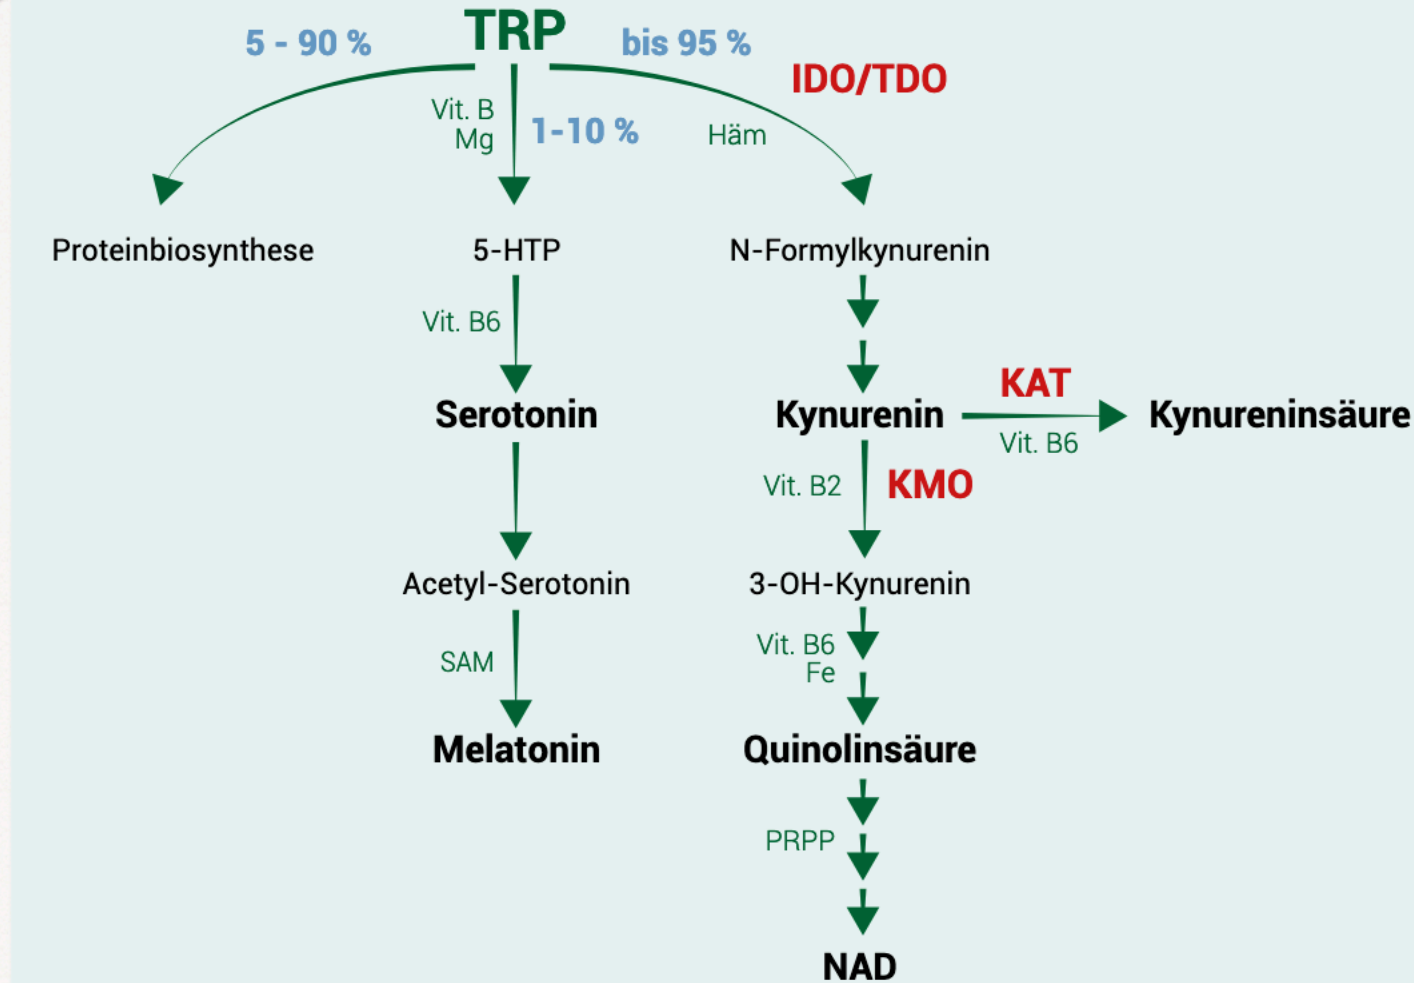 5 - 90 %
TRP
bis 95 %
IDO/TDO
Vit. B
Mg
1-10 %
Häm
Proteinbiosynthese
5-HTP
N-Formylkynurenin
Vit. B6
Serotonin
Kynurenin
KAT
Vit. B6
Kynureninsäure
Vit. B2
KMO
Acetyl-Serotonin
3-OH-Kynurenin
SAM
Vit. B6
Fe
Melatonin
Quinolinsäure
PRPP
NAD